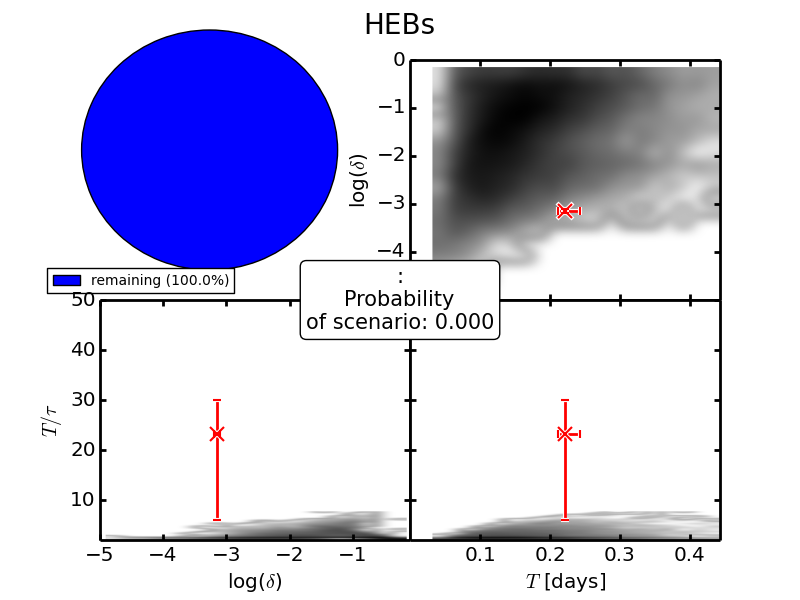 HEBs
0
−1
−2
−3
−4
log(δ)
remaining (100.0%)
:
Probability
of scenario: 0.000
50
40
30
20
10
T/τ
−5 −4 −3 −2 −1
log(δ)
0.1 0.2 0.3 0.4
T [days]